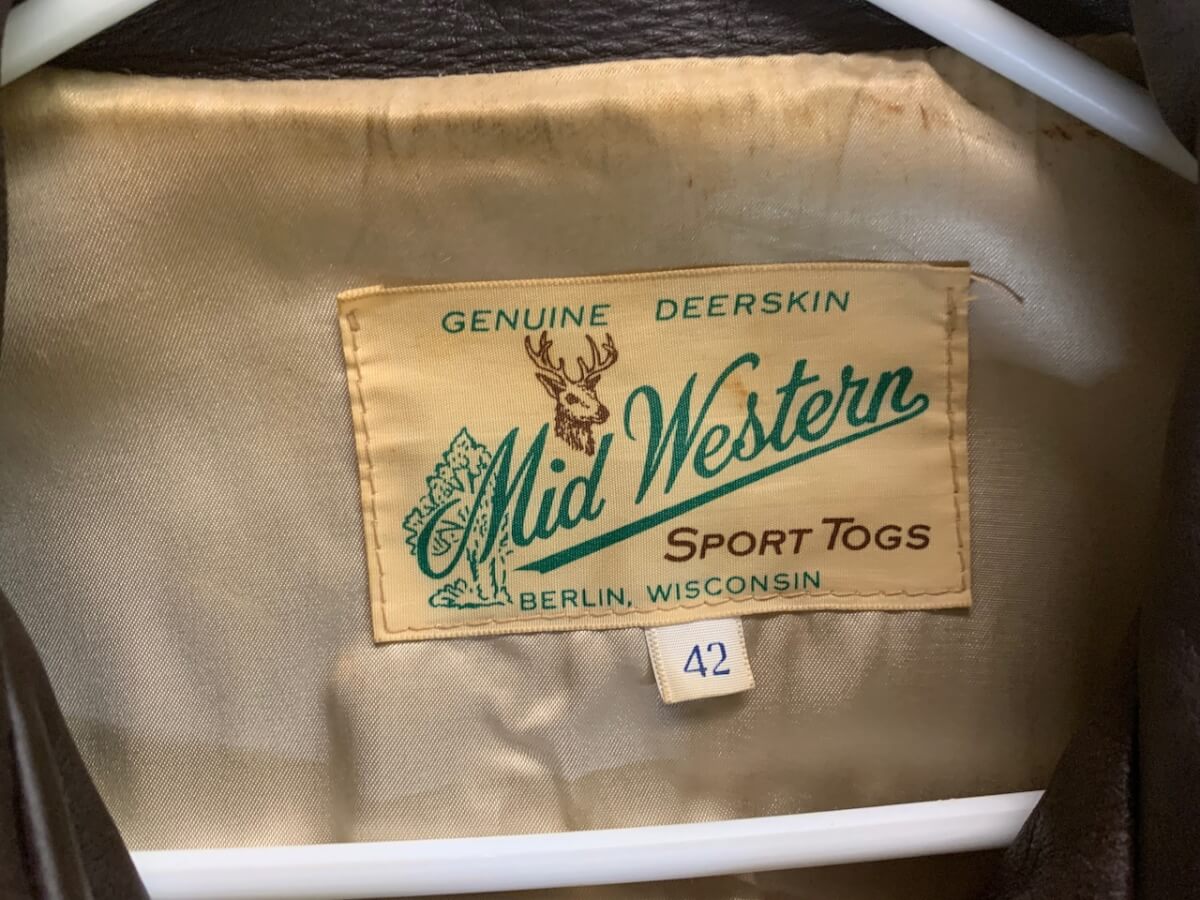 GENUINE DEERSKIN
Mid Western
SPORT TOGS
BERLIN, WISCONSIN
42